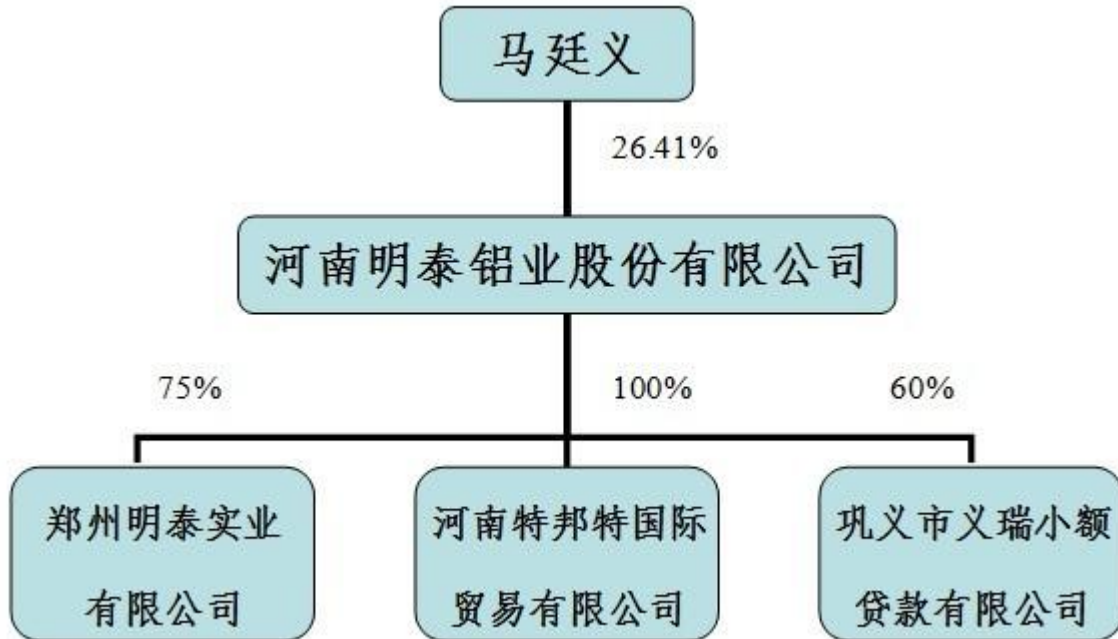 马廷义
26.41%
河南明泰铝业股份有限公司
75%
100%
60%
郑州明泰实业
有限公司
河南特邦特国际
贸易有限公司
巩义市义瑞小额
贷款有限公司